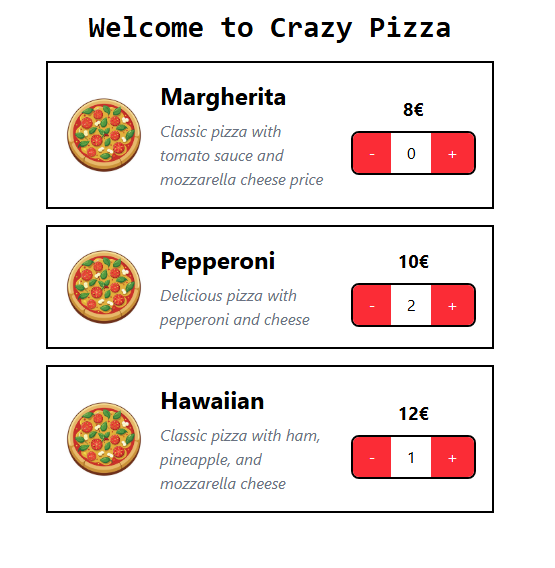 Welcome to Crazy Pizza
Margherita
Classic pizza with
tomato sauce and
mozzarella cheese price
8€
- 0 +
Pepperoni
Delicious pizza with
pepperoni and cheese
10€
- 2 +
Hawaiian
Classic pizza with ham,
pineapple, and
mozzarella cheese
12€
- 1 +